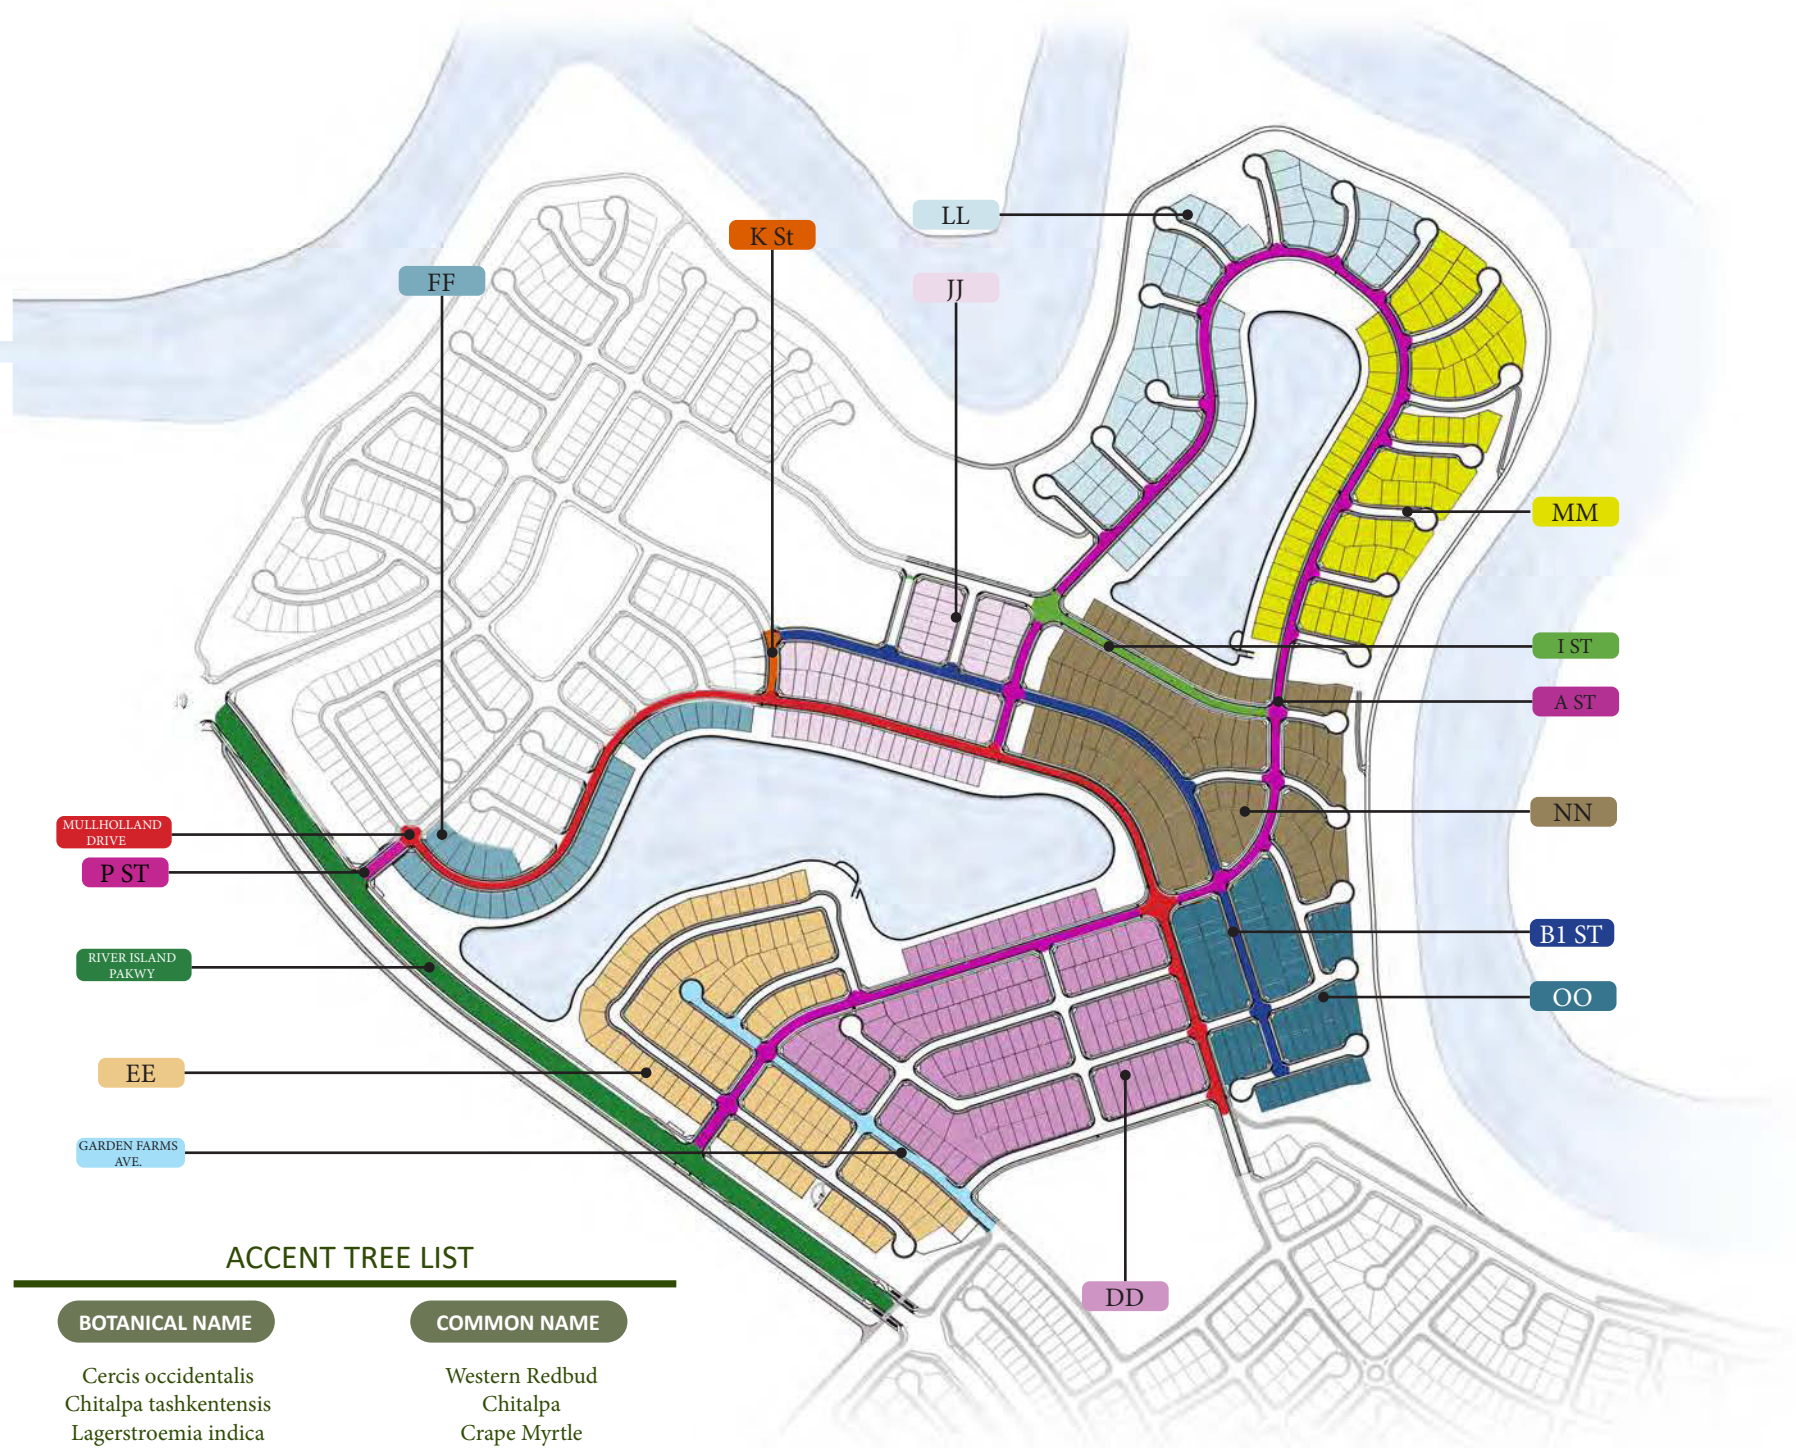 LL
K St
FF
JJ
MM
I ST
A ST
NN
MULLHOLLAND
DRIVE
P ST
B1 ST
RIVER ISLAND
PAKWY
OO
EE
GARDEN FARMS
AVE.
DD
ACCENT TREE LIST
BOTANICAL NAME
COMMON NAME
Cercis occidentalis
Western Redbud
Chitalpa tashkentensis
Chitalpa
Lagerstroemia indica
Crape Myrtle